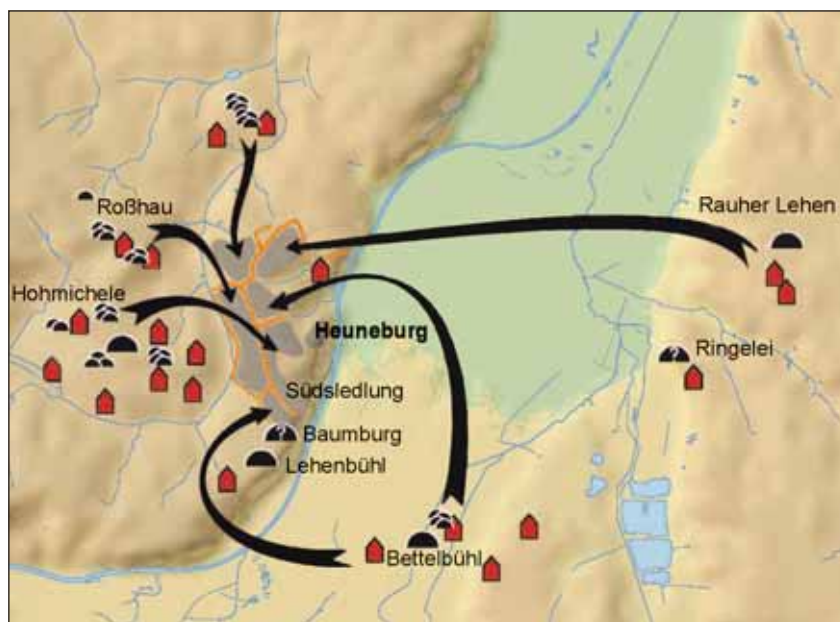 Roßhau
Rauher Lehen
Hohmichele
Heuneburg
Ringelei
Südsiedlung
Baumburg
Lehenbühl
Bettelbühl